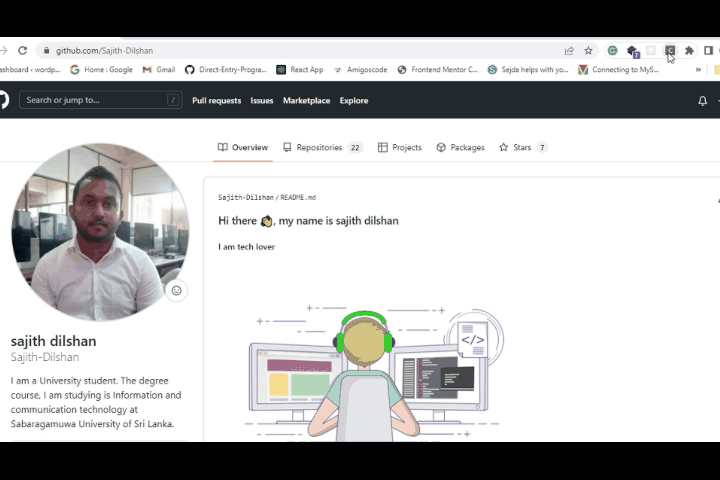 github.com/Sajith-Dilshan
ashboard ‹ wordp...
Home : Google
Gmail
Direct-Entry-Progra...
React App
Amigoscode
Frontend Mentor C...
Sejda helps with yo...
Connecting to MyS...
»
Search or jump to...
/
Pull requests
Issues
Marketplace
Explore
Overview
Repositories 22
Projects
Packages
Stars 7
Sajith-Dilshan / README.md
Hi there 👋, my name is sajith dilshan
I am tech lover
</>
sajith dilshan
Sajith-Dilshan
I am a University student. The degree
course, I am studying is Information and
communication technology at
Sabaragamuwa University of Sri Lanka.